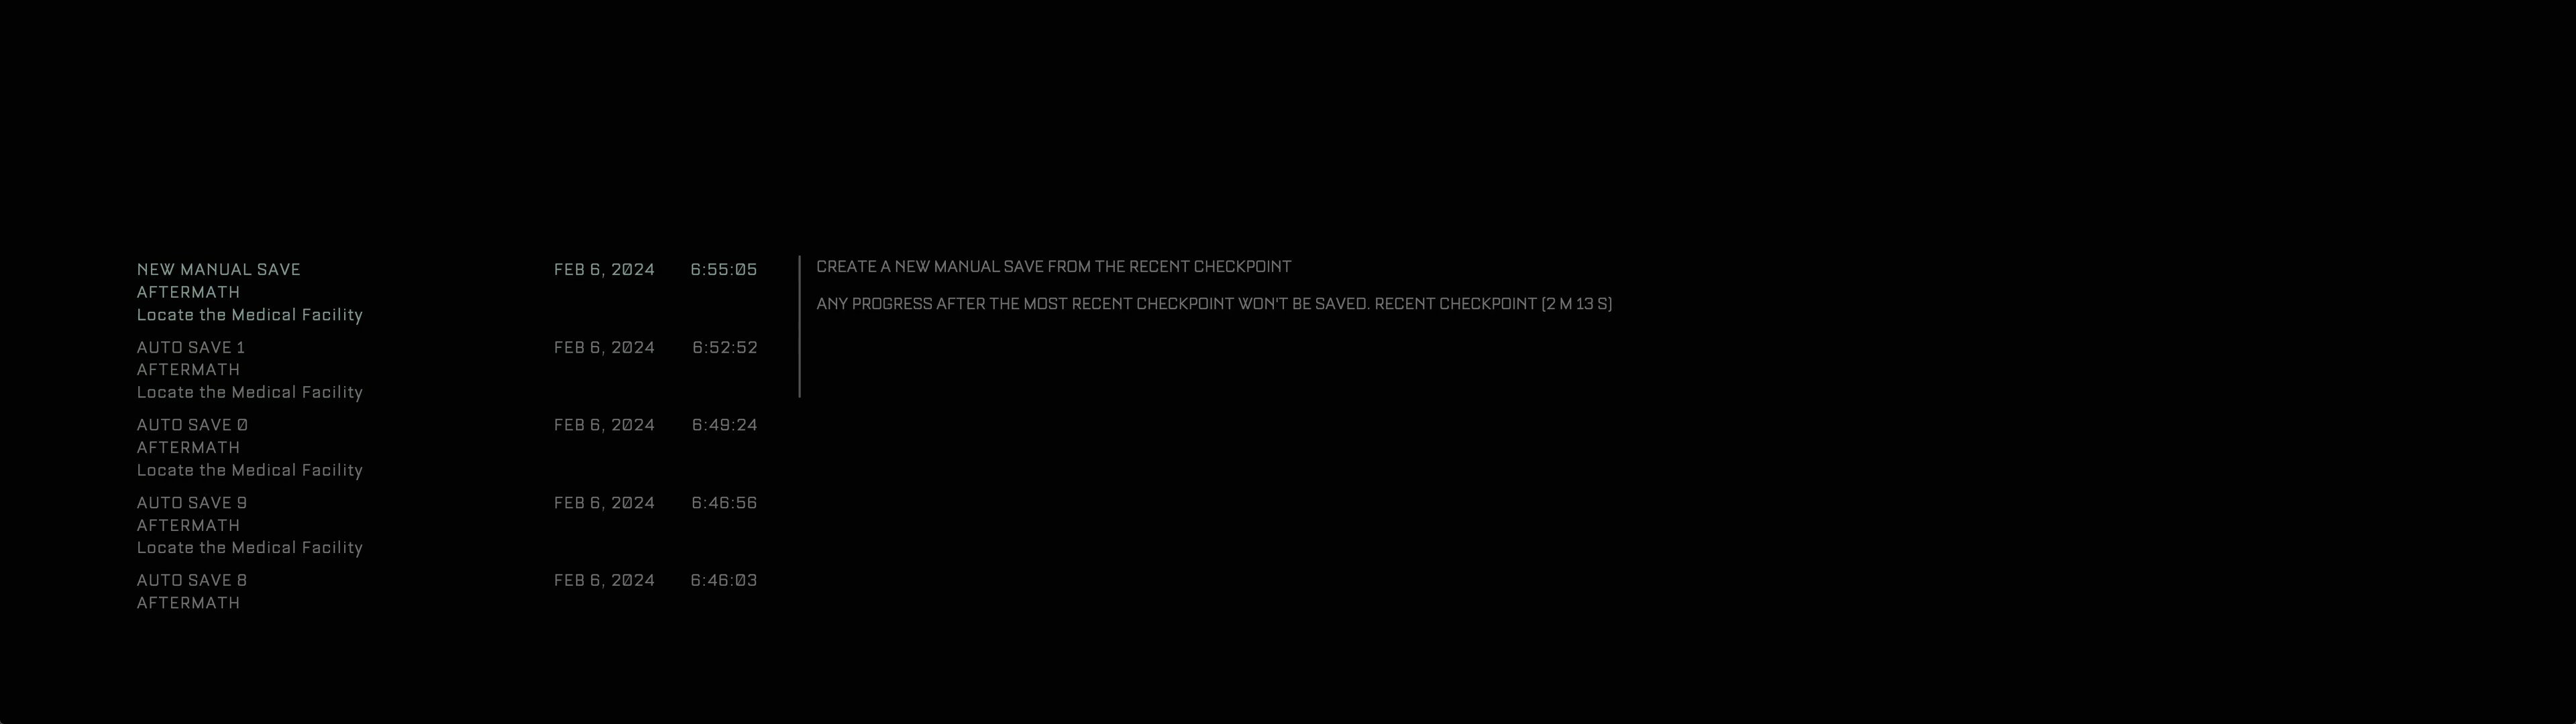 NEW MANUAL SAVE FEB 6, 2024 6:55:05
AFTERMATH
Locate the Medical Facility
AUTO SAVE 1 FEB 6, 2024 6:52:52
AFTERMATH
Locate the Medical Facility
AUTO SAVE 0 FEB 6, 2024 6:49:24
AFTERMATH
Locate the Medical Facility
AUTO SAVE 9 FEB 6, 2024 6:46:56
AFTERMATH
Locate the Medical Facility
AUTO SAVE 8 FEB 6, 2024 6:46:03
AFTERMATH
CREATE A NEW MANUAL SAVE FROM THE RECENT CHECKPOINT
ANY PROGRESS AFTER THE MOST RECENT CHECKPOINT WON'T BE SAVED. RECENT CHECKPOINT (2 M 13 S)